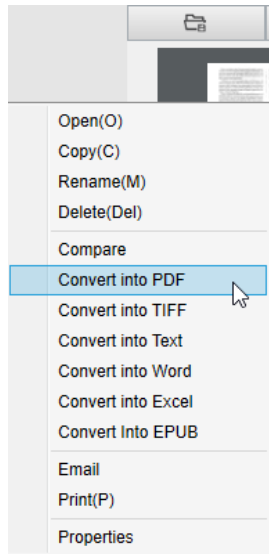 Open(O)
Copy(C)
Rename(M)
Delete(Del)
Compare
Convert into PDF
Convert into TIFF
Convert into Text
Convert into Word
Convert into Excel
Convert Into EPUB
Email
Print(P)
Properties